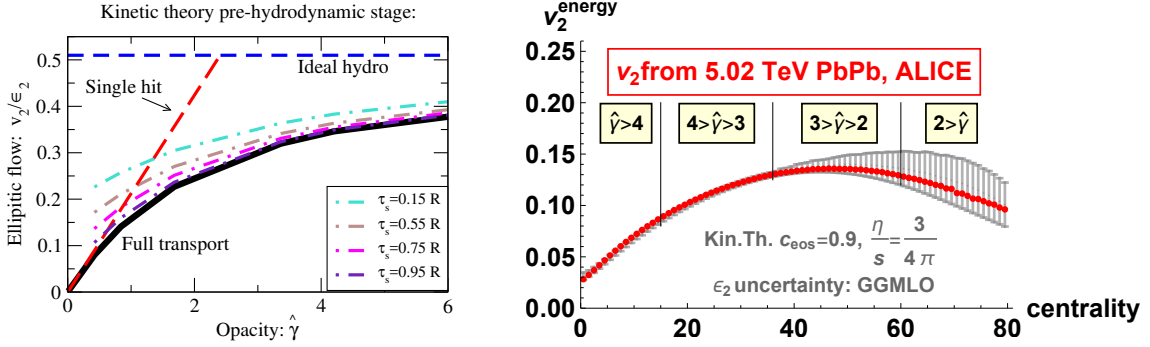 Kinetic theory pre-hydrodynamic stage:
Elliptic flow: v₂/ϵ₂
0.5
0.4
0.3
0.2
0.1
0
Ideal hydro
Single hit
Full transport
τₛ=0.15 R
τₛ=0.55 R
τₛ=0.75 R
τₛ=0.95 R
0 2 4 6
Opacity: γ̂
v₂^energy
0.25
0.20
0.15
0.10
0.05
0.00
v₂ from 5.02 TeV PbPb, ALICE
γ̂>4 4>γ̂>3 3>γ̂>2 2>γ̂
Kin.Th. c_eos=0.9, η/s=3/4π
ϵ₂ uncertainty: GGMLO
0 20 40 60 80
centrality